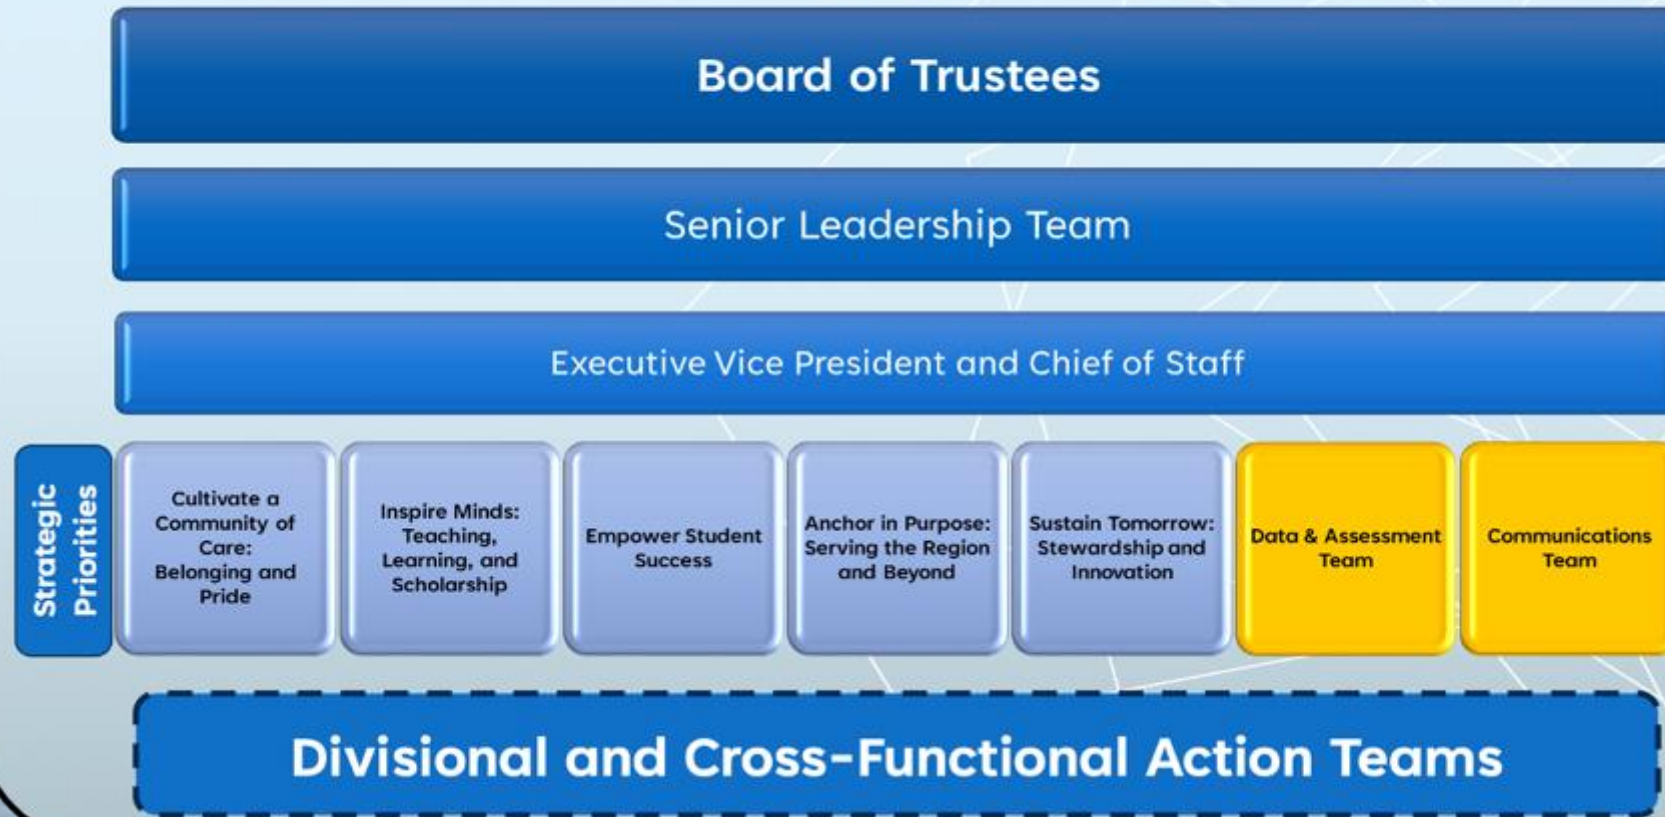 Board of Trustees
Senior Leadership Team
Executive Vice President and Chief of Staff
Strategic
Priorities
Cultivate a
Community of
Care:
Belonging and
Pride
Inspire Minds:
Teaching,
Learning, and
Scholarship
Empower Student
Success
Anchor in Purpose:
Serving the Region
and Beyond
Sustain Tomorrow:
Stewardship and
Innovation
Data & Assessment
Team
Communications
Team
Divisional and Cross-Functional Action Teams